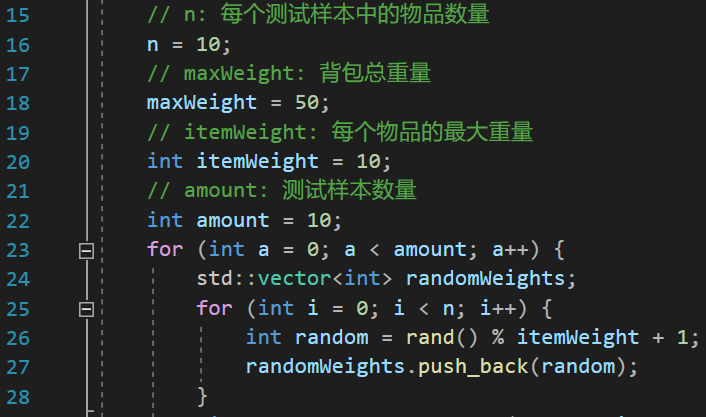 15 // n: 每个测试样本中的物品数量
16 n = 10;
17 // maxWeight: 背包总重量
18 maxWeight = 50;
19 // itemWeight: 每个物品的最大重量
20 int itemWeight = 10;
21 // amount: 测试样本数量
22 int amount = 10;
23 for (int a = 0; a < amount; a++) {
24 std::vector<int> randomWeights;
25 for (int i = 0; i < n; i++) {
26 int random = rand() % itemWeight + 1;
27 randomWeights.push_back(random);
28 }